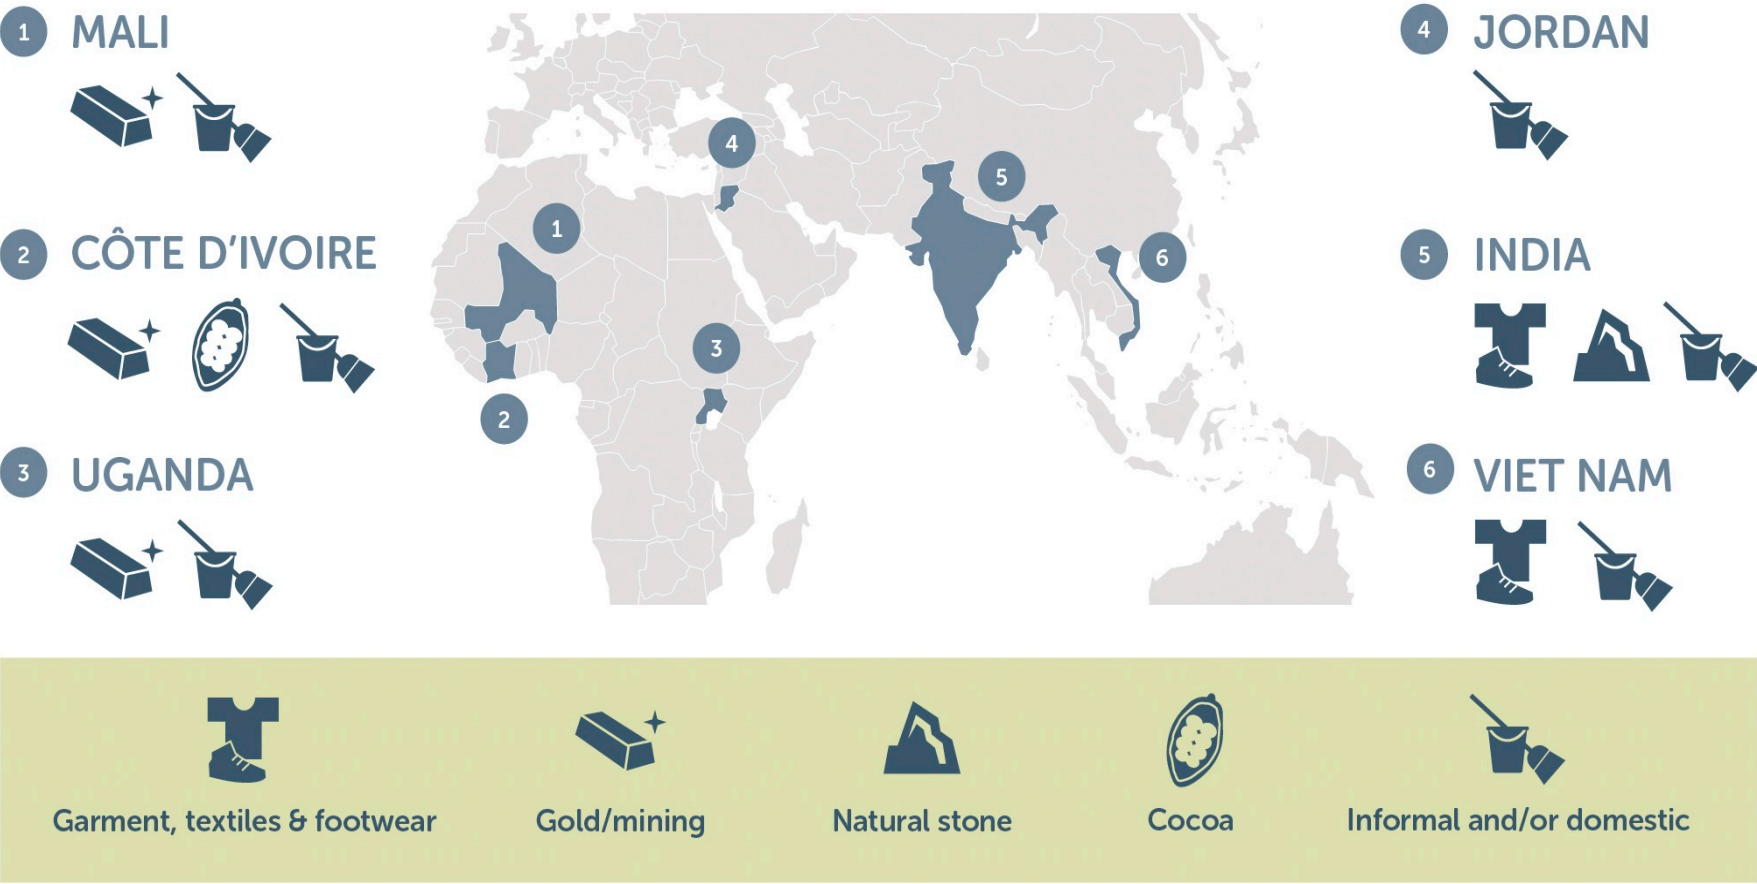 1 MALI
2 CÔTE D’IVOIRE
3 UGANDA
4 JORDAN
5 INDIA
6 VIET NAM
1
2
3
4
5
6
Garment, textiles & footwear
Gold/mining
Natural stone
Cocoa
Informal and/or domestic